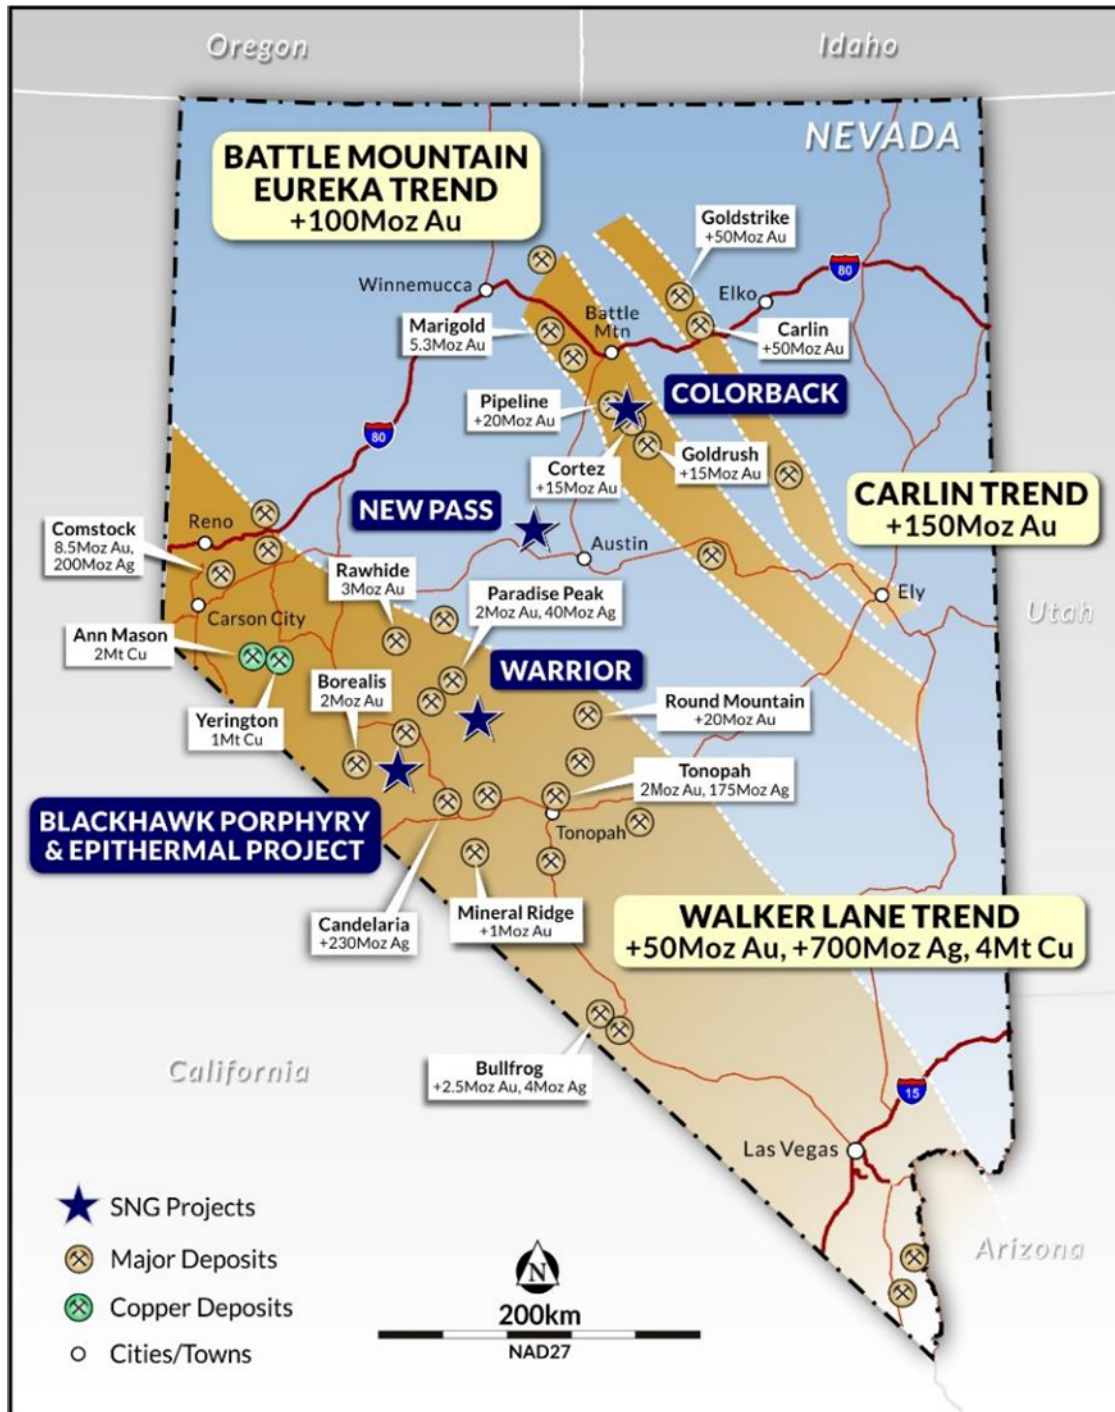 Oregon
Idaho
NEVADA
BATTLE MOUNTAIN
EUREKA TREND
+100Moz Au
Goldstrike
+50Moz Au
80
Winnemucca
Elko
Battle
Mtn
Marigold
5.3Moz Au
Carlin
+50Moz Au
COLORBACK
Pipeline
+20Moz Au
80
Goldrush
+15Moz Au
Cortez
+15Moz Au
CARLIN TREND
+150Moz Au
NEW PASS
Reno
Comstock
8.5Moz Au,
200Moz Ag
Austin
Rawhide
3Moz Au
Paradise Peak
2Moz Au, 40Moz Ag
Ely
Utah
Carson City
Ann Mason
2Mt Cu
WARRIOR
Borealis
2Moz Au
Round Mountain
+20Moz Au
Yerington
1Mt Cu
Tonopah
2Moz Au, 175Moz Ag
BLACKHAWK PORPHYRY
& EPITHERMAL PROJECT
Tonopah
Candelaria
+230Moz Ag
Mineral Ridge
+1Moz Au
WALKER LANE TREND
+50Moz Au, +700Moz Ag, 4Mt Cu
California
Bullfrog
+2.5Moz Au, 4Moz Ag
15
Las Vegas
Arizona
SNG Projects
Major Deposits
Copper Deposits
Cities/Towns
N
200km
NAD27